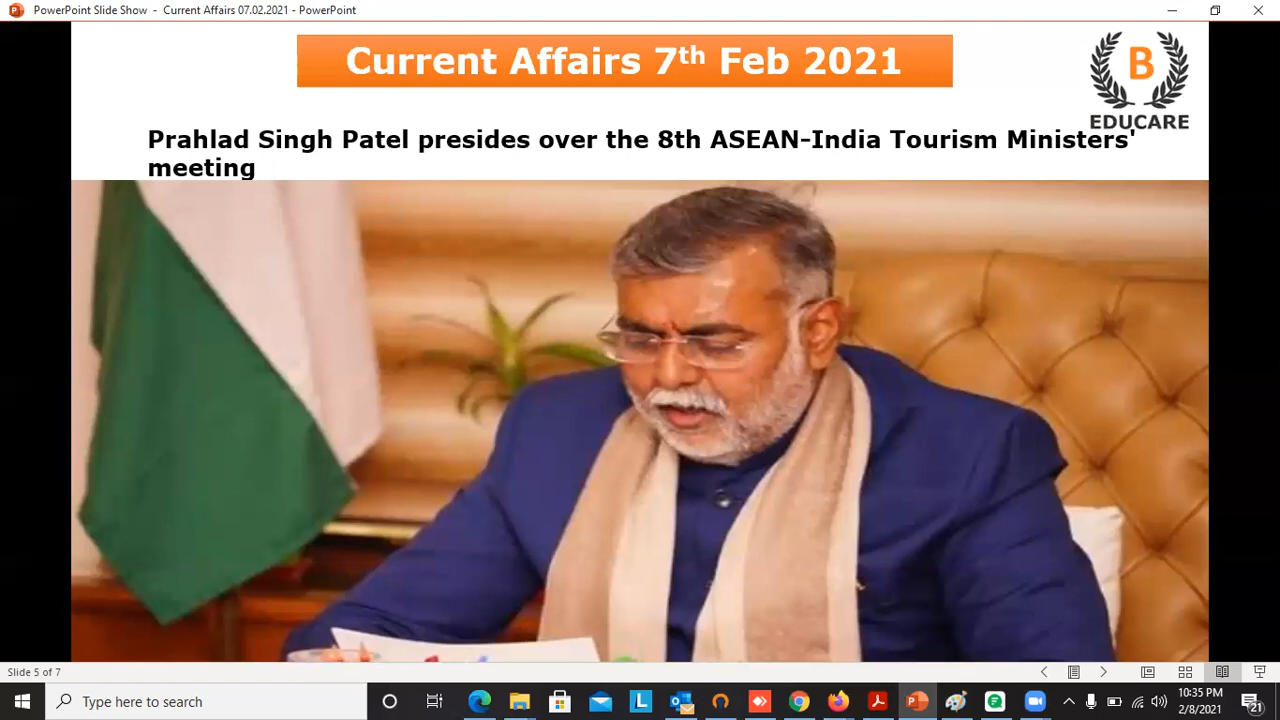 PowerPoint Slide Show - Current Affairs 07.02.2021 - PowerPoint
Current Affairs 7th Feb 2021
B
EDUCARE
Prahlad Singh Patel presides over the 8th ASEAN-India Tourism Ministers'
meeting
Slide 5 of 7
Type here to search
L
10:35 PM
2/8/2021
21